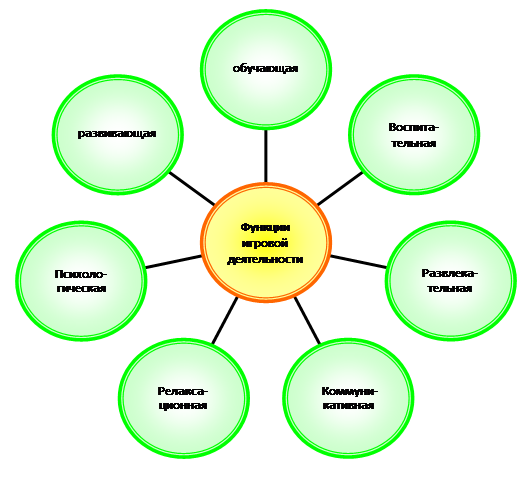 обучающая
Воспита-
тельная
Развлека-
тельная
Коммуни-
кативная
Релакса-
ционная
Психоло-
гическая
развивающая
Функции
игровой
деятельности